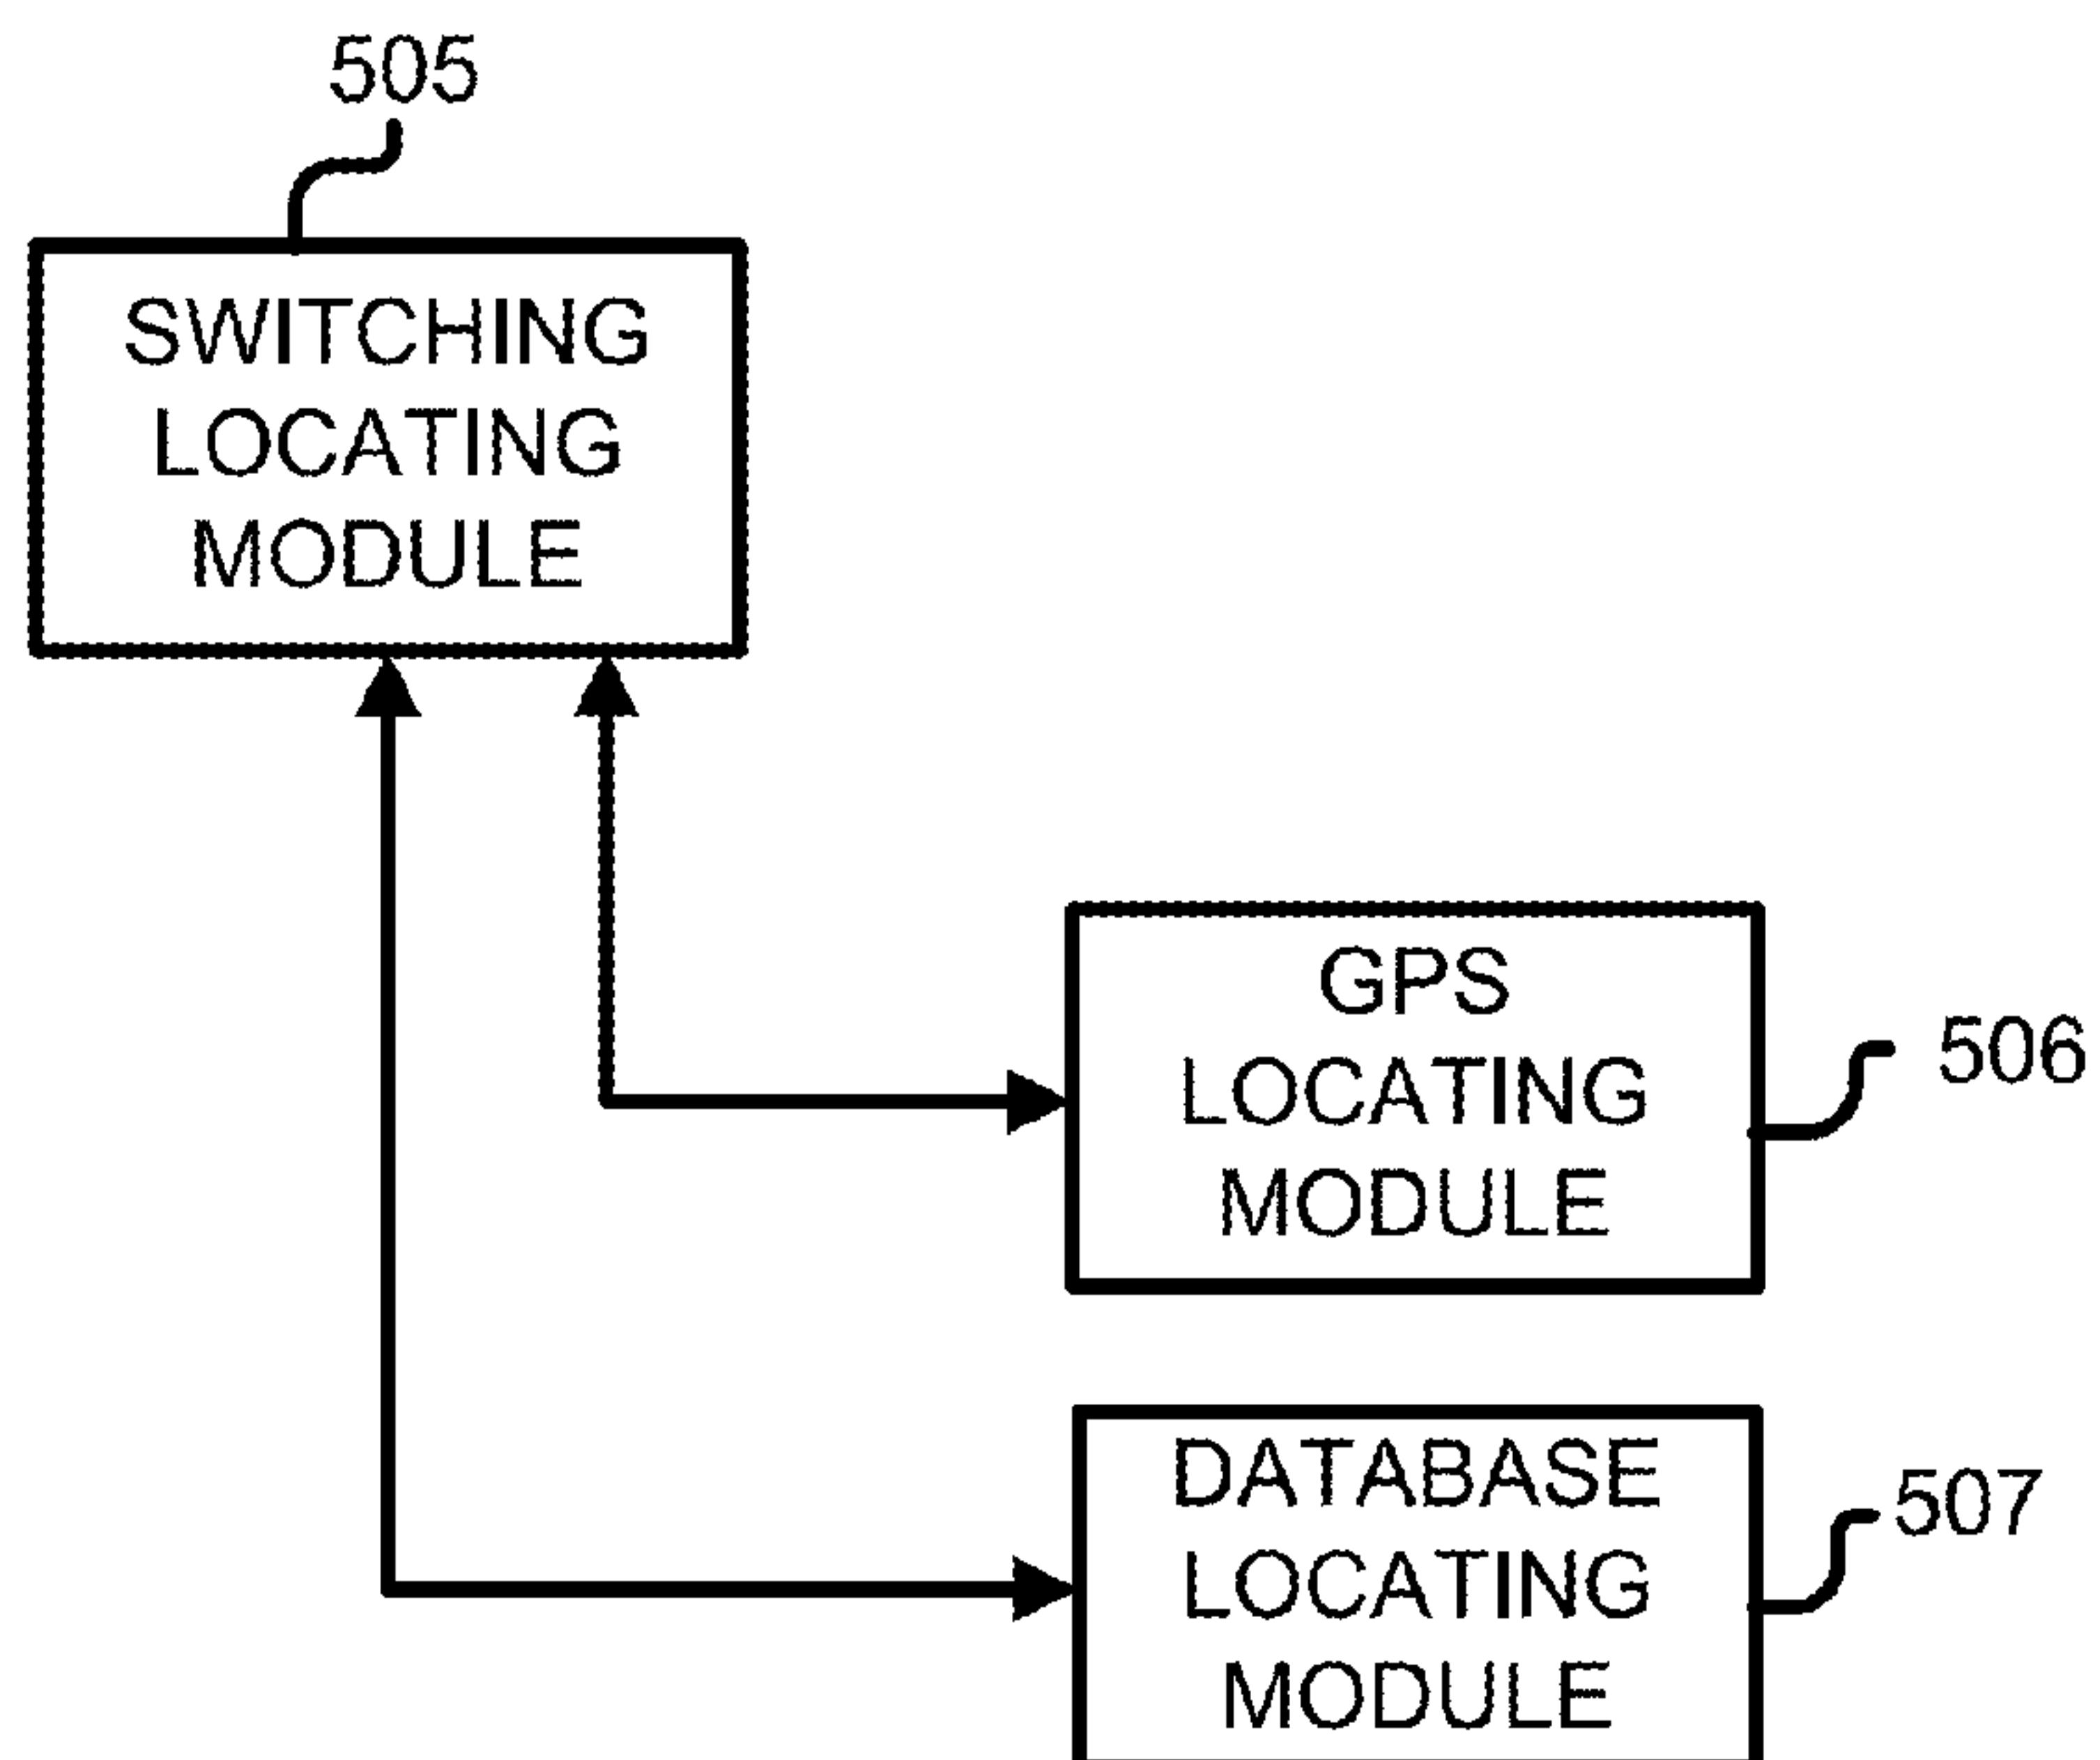 505
SWITCHING
LOCATING
MODULE
GPS
LOCATING
MODULE
506
DATABASE
LOCATING
MODULE
507